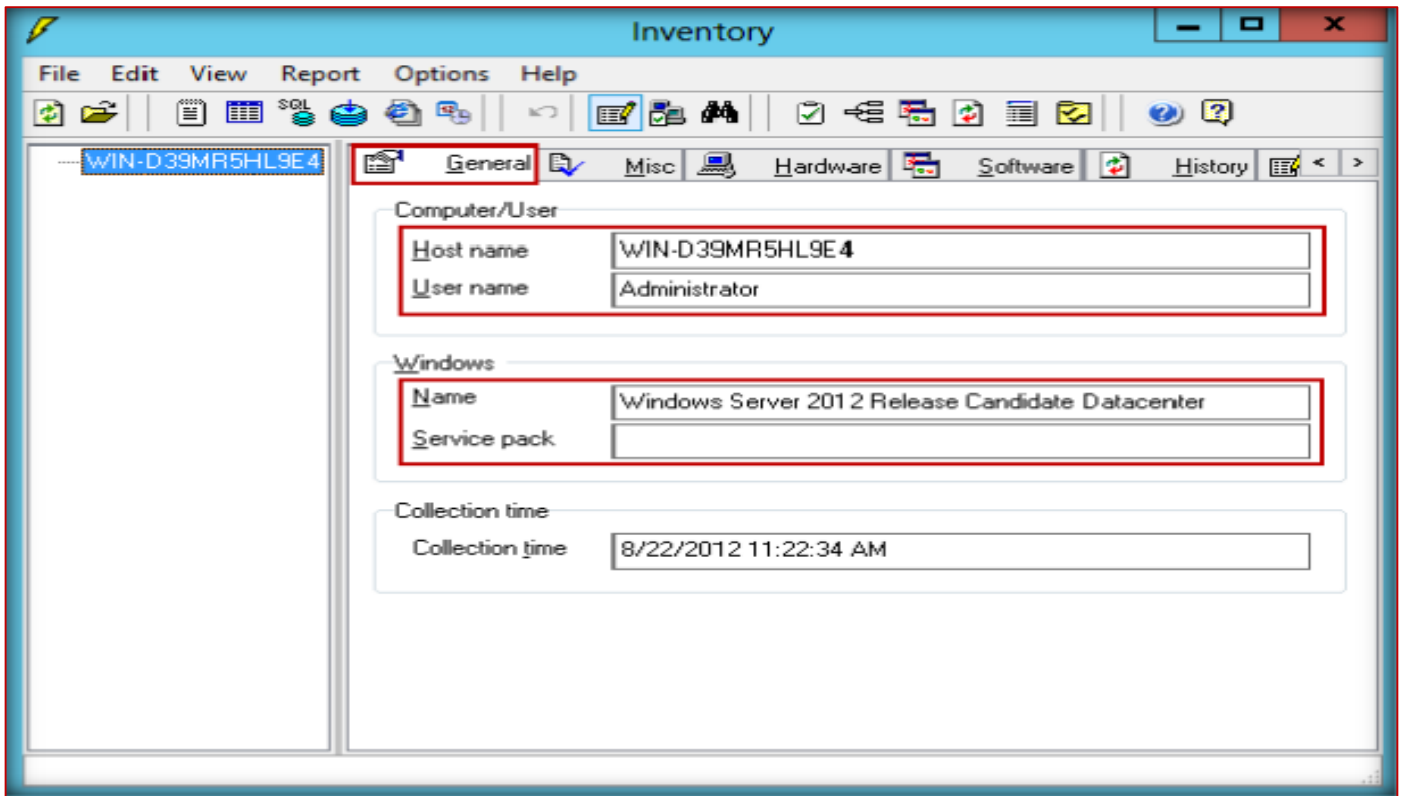 Inventory
File Edit View Report Options Help
SQL
WIN-D39MR5HL9E4
General Misc Hardware Software History
Computer/User
Host name WIN-D39MR5HL9E4
User name Administrator
Windows
Name Windows Server 2012 Release Candidate Datacenter
Service pack
Collection time
Collection time 8/22/2012 11:22:34 AM